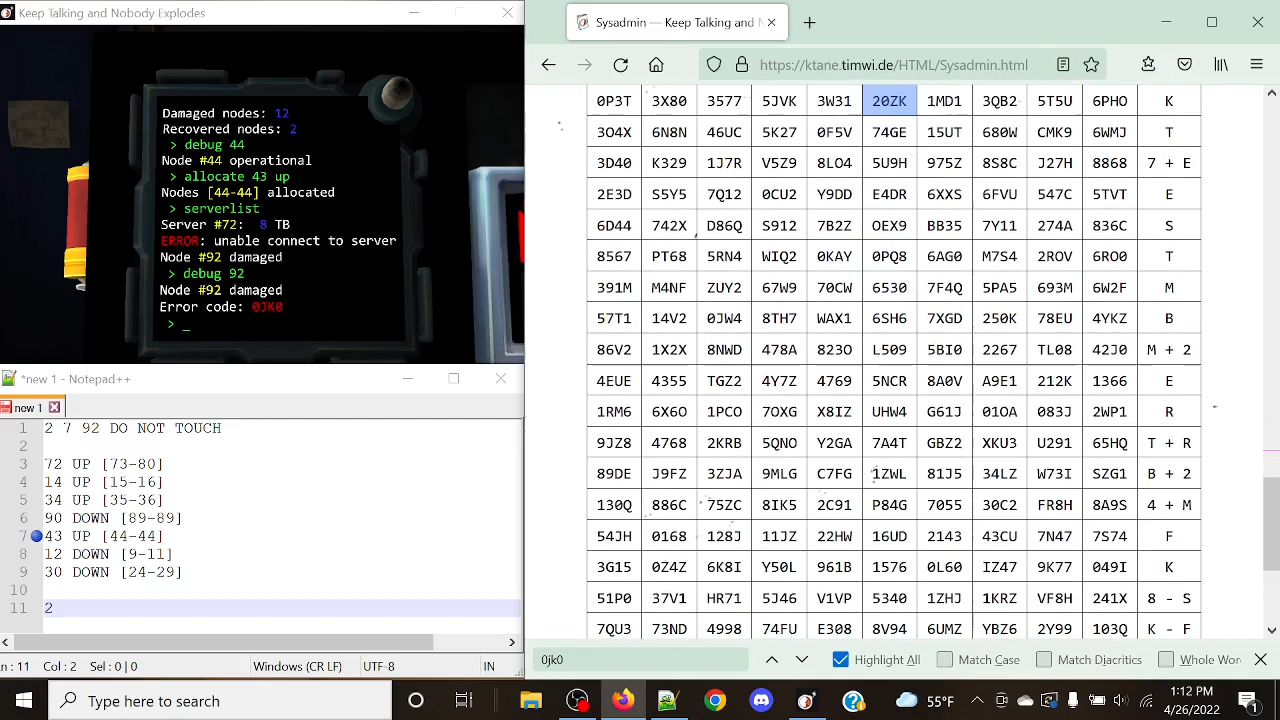 Keep Talking and Nobody Explodes
Damaged nodes: 12
Recovered nodes: 2
> debug 44
Node #44 operational
> allocate 43 up
Nodes [44-44] allocated
> serverlist
Server #72: 8 TB
ERROR: unable connect to server
Node #92 damaged
> debug 92
Node #92 damaged
Error code: 0JK0
> _
*new 1 - Notepad++
new 1
1 2 7 92 DO NOT TOUCH
2
3 72 UP [73-80]
4 14 UP [15-16]
5 34 UP [35-36]
6 90 DOWN [89-89]
7 43 UP [44-44]
8 12 DOWN [9-11]
9 30 DOWN [24-29]
10
11 2
Ln : 11 Col : 2 Sel : 0 | 0 Windows (CR LF) UTF-8 IN
Sysadmin — Keep Talking and N
https://ktane.timwi.de/HTML/Sysadmin.html
0P3T 3X80 3577 5JVK 3W31 20ZK 1MD1 3QB2 5T5U 6PHO K
3O4X 6N8N 46UC 5K27 0F5V 74GE 15UT 680W CMK9 6WMJ T
3D40 K329 1J7R V5Z9 8LO4 5U9H 975Z 8S8C J27H 8868 7 + E
2E3D S5Y5 7Q12 0CU2 Y9DD E4DR 6XXS 6FVU 547C 5TVT E
6D44 742X D86Q S912 7B2Z OEX9 BB35 7Y11 274A 836C S
8567 PT68 5RN4 WIQ2 0KAY 0PQ8 6AG0 M7S4 2ROV 6RO0 T
391M M4NF ZUY2 67W9 70CW 6530 7F4Q 5PA5 693M 6W2F M
57T1 14V2 0JW4 8TH7 WAX1 6SH6 7XGD 250K 78EU 4YKZ B
86V2 1X2X 8NWD 478A 823O L509 5BI0 2267 TL08 42J0 M + 2
4EUE 4355 TGZ2 4Y7Z 4769 5NCR 8A0V A9E1 212K 1366 E
1RM6 6X6O 1PCO 7OXG X8IZ UHW4 G61J 01OA 083J 2WP1 R
9JZ8 4768 2KRB 5QNO Y2GA 7A4T GBZ2 XKU3 U291 65HQ T + R
89DE J9FZ 3ZJA 9MLG C7FG 1ZWL 81J5 34LZ W73I SZG1 B + 2
130Q 886C 75ZC 8IK5 2C91 P84G 7055 30C2 FR8H 8A9S 4 + M
54JH 0168 128J 11JZ 22HW 16UD 2143 43CU 7N47 7S74 F
3G15 0Z4Z 6K8I Y50L 961B 1576 0L60 IZ47 9K77 049I K
51P0 37V1 HR71 5J46 V1VP 5340 1ZHJ 1KRZ VF8H 241X 8 - S
7QU3 73ND 4998 74FU E308 8V94 6UMZ YBZ6 2Y99 103Q K - F
0jk0 Highlight All Match Case Match Diacritics Whole Wor
Type here to search
55°F
1:12 PM
4/26/2022